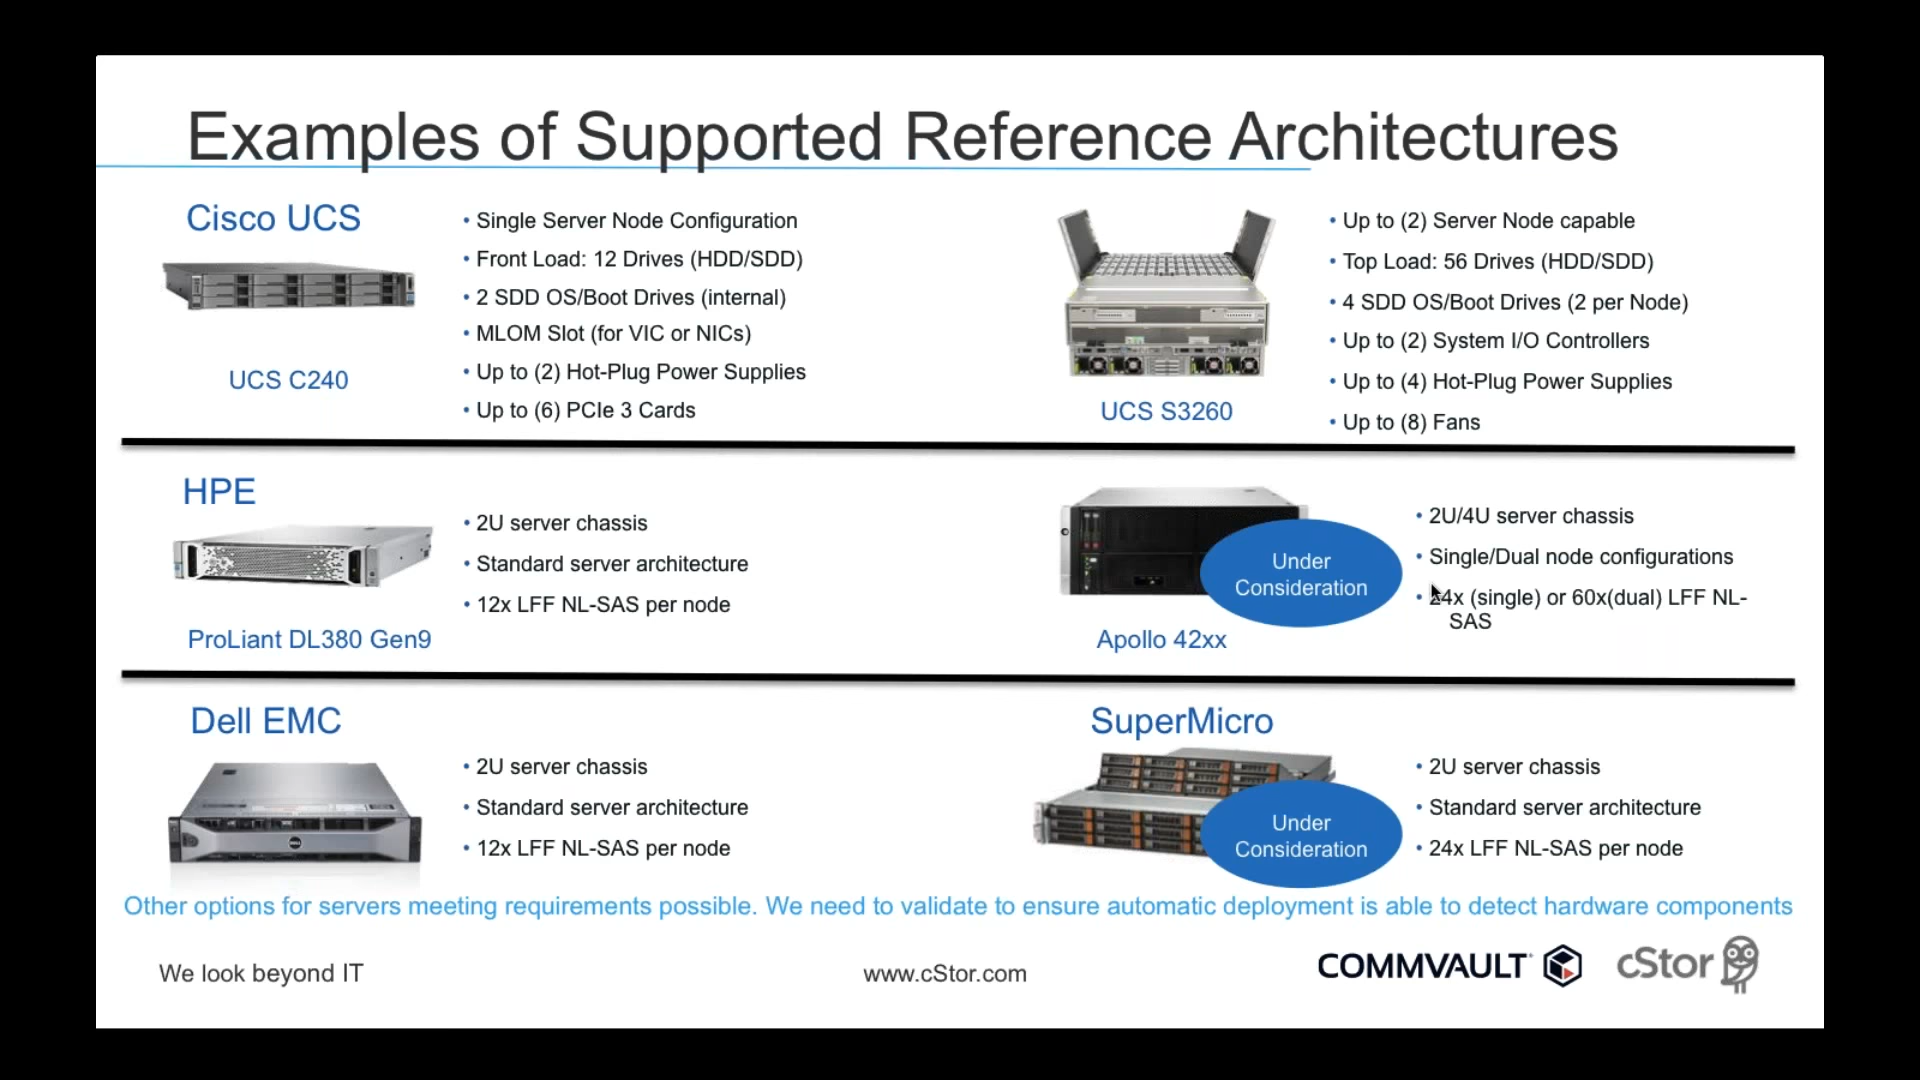 Examples of Supported Reference Architectures
Cisco UCS
UCS C240
• Single Server Node Configuration
• Front Load: 12 Drives (HDD/SDD)
• 2 SDD OS/Boot Drives (internal)
• MLOM Slot (for VIC or NICs)
• Up to (2) Hot-Plug Power Supplies
• Up to (6) PCIe 3 Cards
UCS S3260
• Up to (2) Server Node capable
• Top Load: 56 Drives (HDD/SDD)
• 4 SDD OS/Boot Drives (2 per Node)
• Up to (2) System I/O Controllers
• Up to (4) Hot-Plug Power Supplies
• Up to (8) Fans
HPE
ProLiant DL380 Gen9
• 2U server chassis
• Standard server architecture
• 12x LFF NL-SAS per node
Under
Consideration
Apollo 42xx
• 2U/4U server chassis
• Single/Dual node configurations
• 24x (single) or 60x(dual) LFF NL-
SAS
Dell EMC
• 2U server chassis
• Standard server architecture
• 12x LFF NL-SAS per node
SuperMicro
Under
Consideration
• 2U server chassis
• Standard server architecture
• 24x LFF NL-SAS per node
Other options for servers meeting requirements possible. We need to validate to ensure automatic deployment is able to detect hardware components
We look beyond IT
www.cStor.com
COMMVAULT
cStor